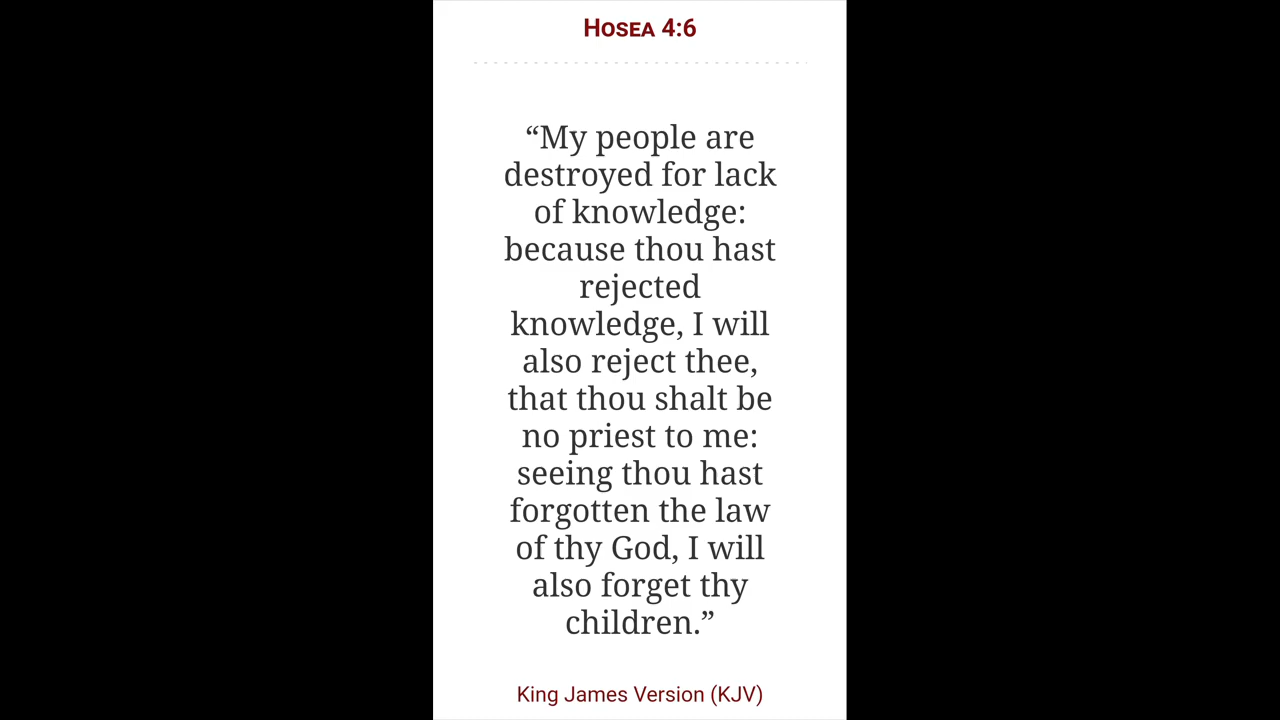 Hosea 4:6
“My people are
destroyed for lack
of knowledge:
because thou hast
rejected
knowledge, I will
also reject thee,
that thou shalt be
no priest to me:
seeing thou hast
forgotten the law
of thy God, I will
also forget thy
children.”
King James Version (KJV)